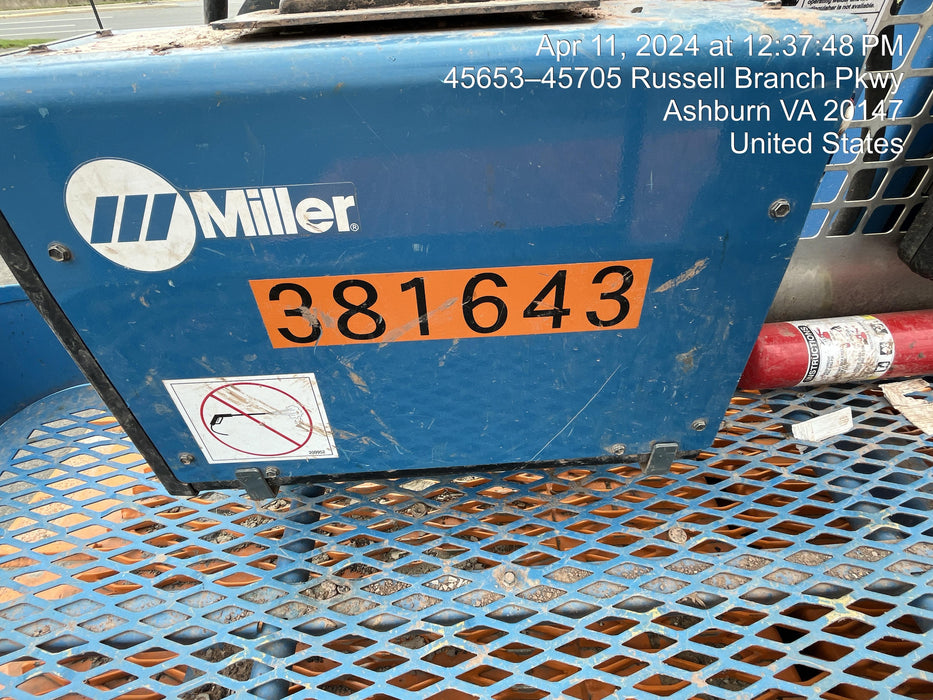 Apr 11, 2024 at 12:37:48 PM
45653–45705 Russell Branch Pkwy
Ashburn VA 20147
United States
Miller®
381643
INSTRUCTIONS